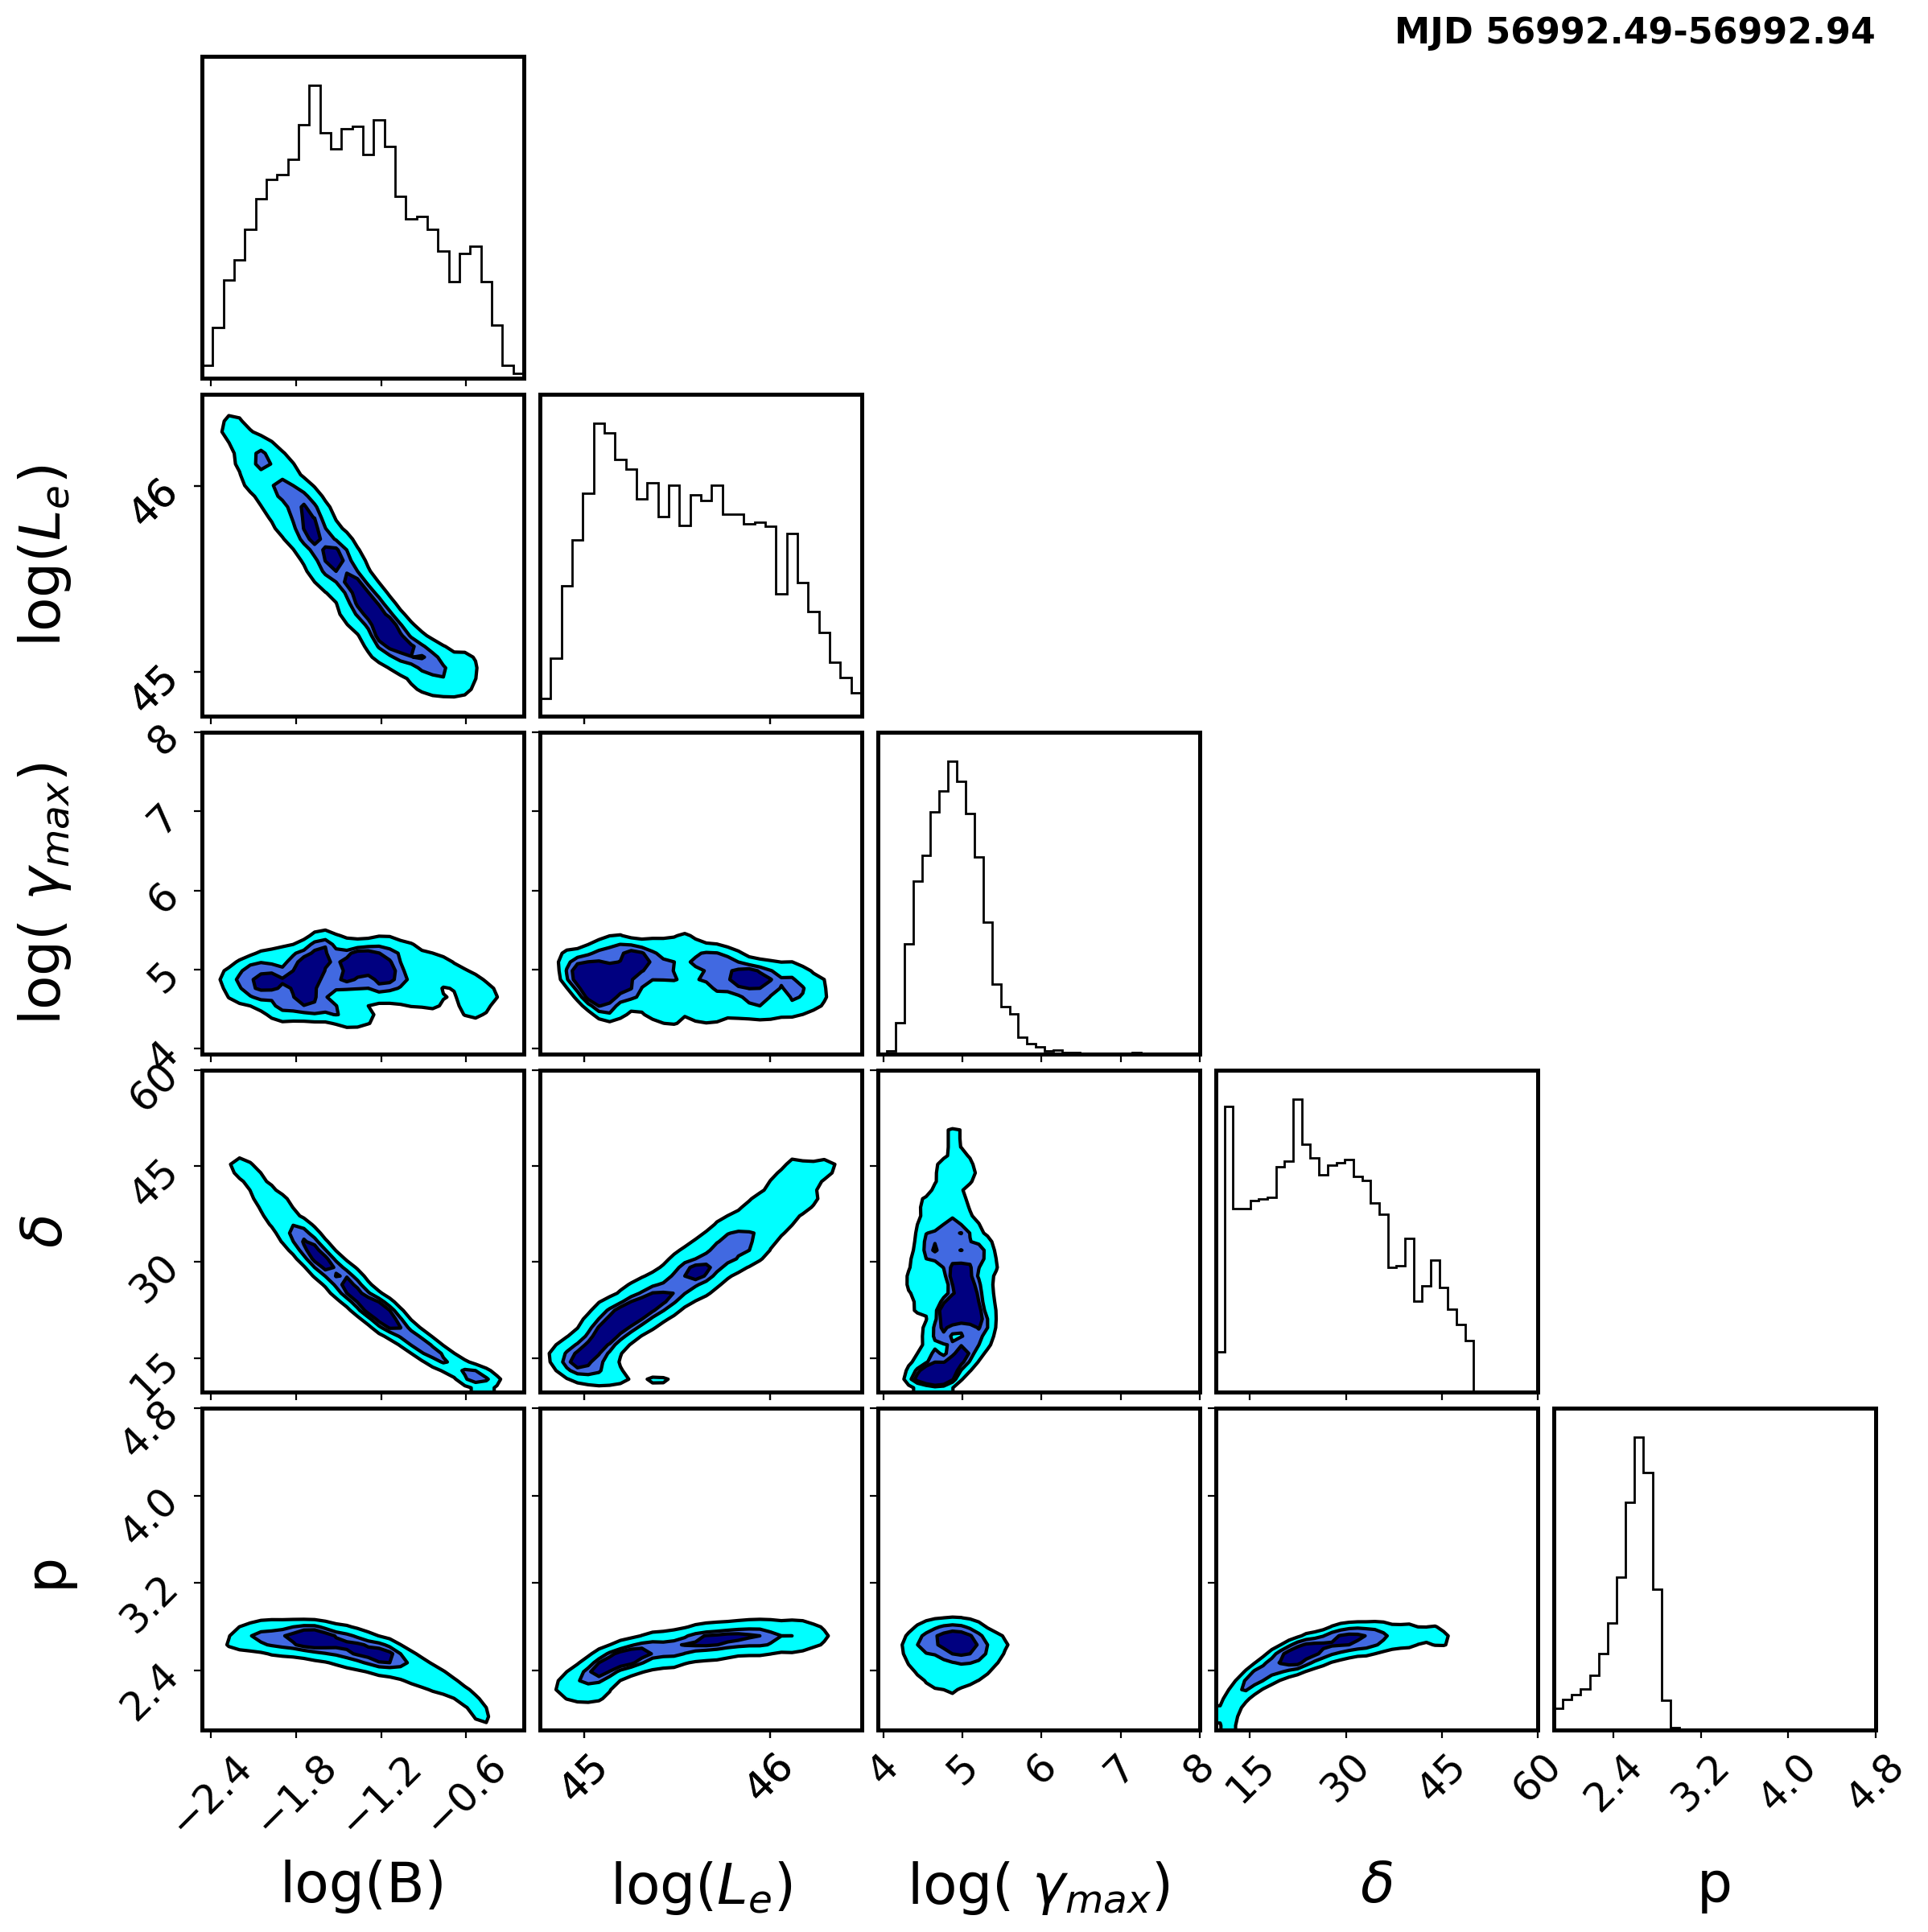 MJD 56992.49-56992.94
log(Lₑ)
46
45
log( γₘₐₓ)
8
7
6
5
4
δ
60
45
30
15
p
4.8
4.0
3.2
2.4
−2.4 −1.8 −1.2 −0.6 45 46 4 5 6 7 8 15 30 45 60 2.4 3.2 4.0 4.8
log(B) log(Lₑ) log( γₘₐₓ) δ p